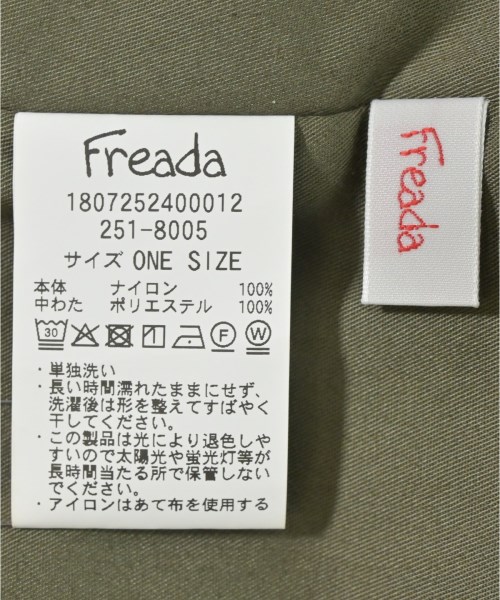 Freada
1807252400012
251-8005
サイズ ONE SIZE
本体 ナイロン 100%
中わた ポリエステル 100%
30 F W
・単独洗い
・長い時間濡れたままにせず、
洗濯後は形を整えてすばやく
干してください。
・この製品は光により退色しや
すいので太陽光や蛍光灯等が
長時間当たる所で保管しない
でください。
・アイロンはあて布を使用する
Freada